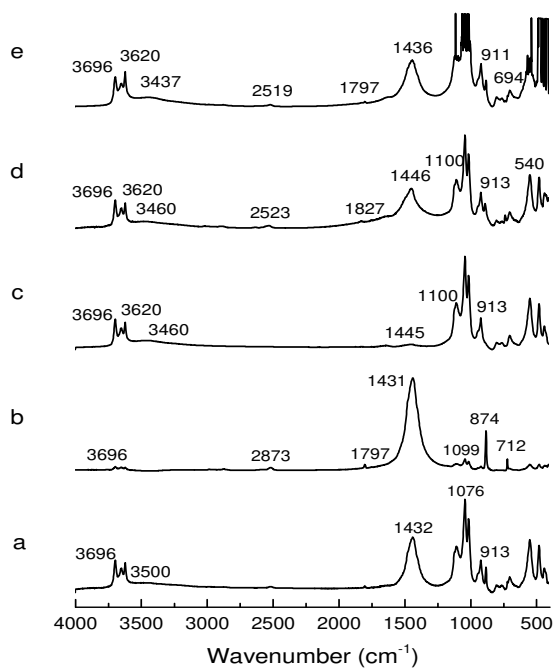 e 3696 3620 3437 2519 1797 1436 911 694
d 3696 3620 3460 2523 1827 1446 1100 913 540
c 3696 3620 3460 1445 1100 913
b 3696 2873 1797 1431 1099 874 712
a 3696 3500 1432 1076 913
4000 3500 3000 2500 2000 1500 1000 500
Wavenumber (cm⁻¹)